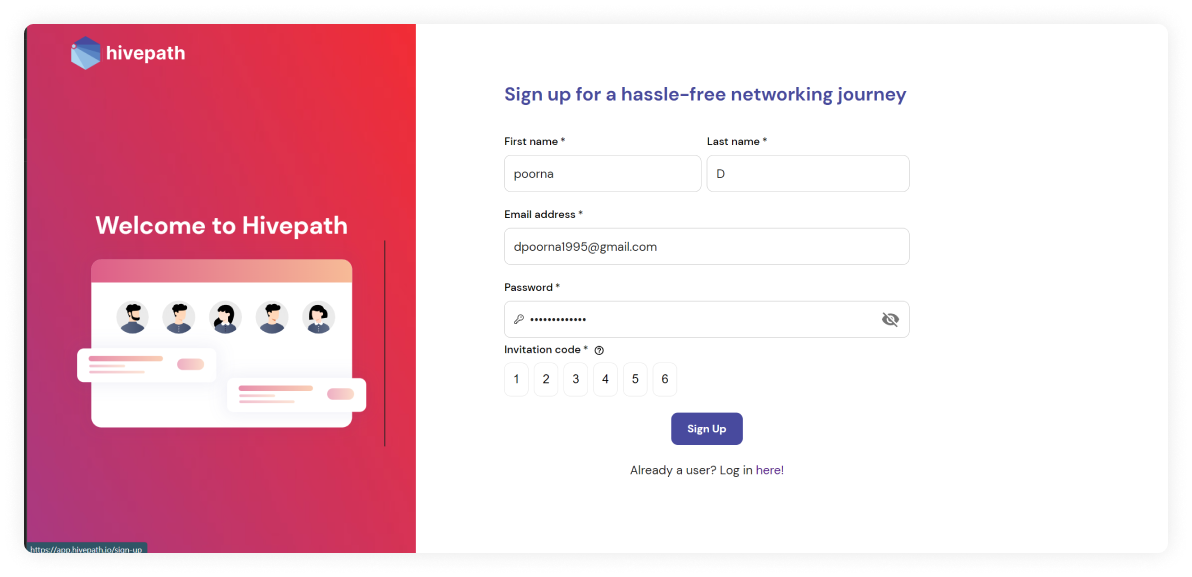 hivepath
Welcome to Hivepath
Sign up for a hassle-free networking journey
First name * Last name *
poorna D
Email address *
dpoorna1995@gmail.com
Password *
•••••••••••••
Invitation code * ?
1 2 3 4 5 6
Sign Up
Already a user? Log in here!
https://app.hivepath.io/sign-up